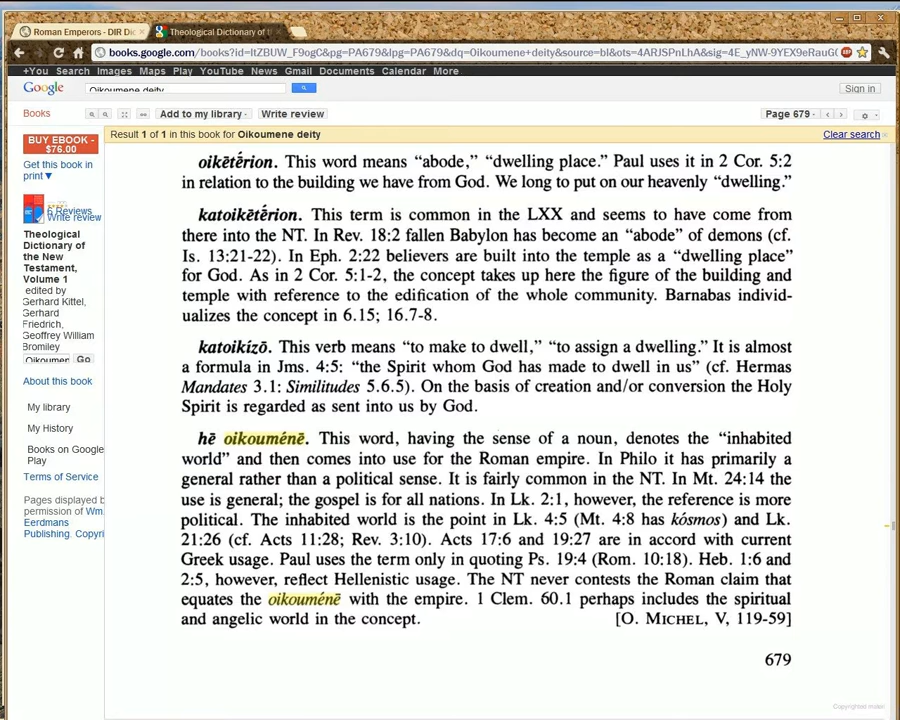 Roman Emperors - DIR Di
Theological Dictionary of t
books.google.com/books?id=ItZBUW_F9ogC&pg=PA679&lpg=PA679&dq=Oikoumene+deity&source=bl&ots=4ARJSPnLhA&sig=4E_yNW-9YEX9eRauG
+You Search Images Maps Play YouTube News Gmail Documents Calendar More
Google
Oikoumene deity
Sign in
Books
Add to my library
Write review
Page 679
Result 1 of 1 in this book for Oikoumene deity
Clear search
BUY EBOOK -
$76.00
Get this book in
print ▼
6 Reviews
Write review
Theological
Dictionary of
the New
Testament,
Volume 1
edited by
Gerhard Kittel,
Gerhard
Friedrich,
Geoffrey William
Bromiley
Oikoumen Go
About this book
My library
My History
Books on Google
Play
Terms of Service
Pages displayed b
permission of Wm.
Eerdmans
Publishing. Copyri
oikētḗrion. This word means “abode,” “dwelling place.” Paul uses it in 2 Cor. 5:2
in relation to the building we have from God. We long to put on our heavenly “dwelling.”
katoikētḗrion. This term is common in the LXX and seems to have come from
there into the NT. In Rev. 18:2 fallen Babylon has become an “abode” of demons (cf.
Is. 13:21-22). In Eph. 2:22 believers are built into the temple as a “dwelling place”
for God. As in 2 Cor. 5:1-2, the concept takes up here the figure of the building and
temple with reference to the edification of the whole community. Barnabas individ-
ualizes the concept in 6.15; 16.7-8.
katoikízō. This verb means “to make to dwell,” “to assign a dwelling.” It is almost
a formula in Jms. 4:5: “the Spirit whom God has made to dwell in us” (cf. Hermas
Mandates 3.1: Similitudes 5.6.5). On the basis of creation and/or conversion the Holy
Spirit is regarded as sent into us by God.
hē oikouménē. This word, having the sense of a noun, denotes the “inhabited
world” and then comes into use for the Roman empire. In Philo it has primarily a
general rather than a political sense. It is fairly common in the NT. In Mt. 24:14 the
use is general; the gospel is for all nations. In Lk. 2:1, however, the reference is more
political. The inhabited world is the point in Lk. 4:5 (Mt. 4:8 has kósmos) and Lk.
21:26 (cf. Acts 11:28; Rev. 3:10). Acts 17:6 and 19:27 are in accord with current
Greek usage. Paul uses the term only in quoting Ps. 19:4 (Rom. 10:18). Heb. 1:6 and
2:5, however, reflect Hellenistic usage. The NT never contests the Roman claim that
equates the oikouménē with the empire. 1 Clem. 60.1 perhaps includes the spiritual
and angelic world in the concept. [O. MICHEL, V, 119-59]
679
Copyrighted mater